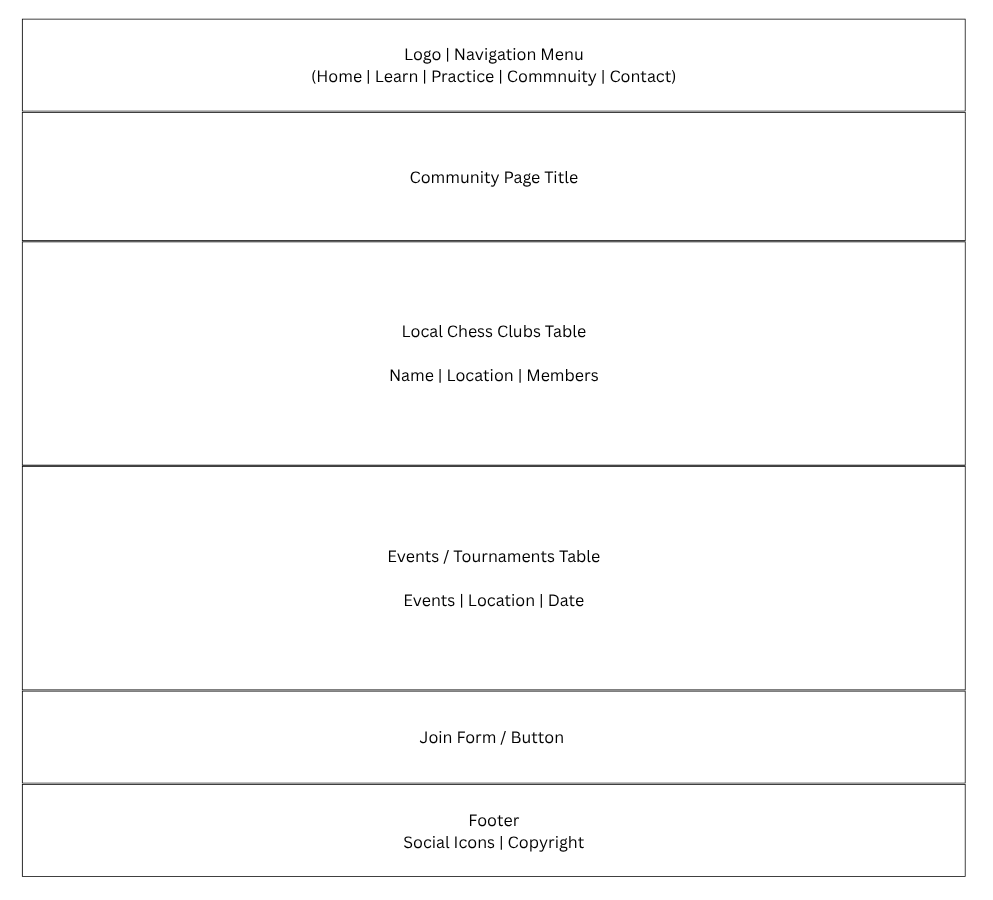 Logo | Navigation Menu
(Home | Learn | Practice | Commnuity | Contact)
Community Page Title
Local Chess Clubs Table
Name | Location | Members
Events / Tournaments Table
Events | Location | Date
Join Form / Button
Footer
Social Icons | Copyright